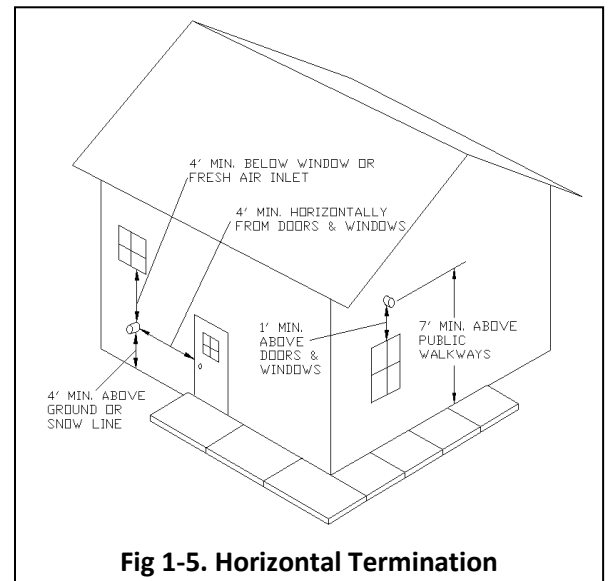 4' MIN. BELOW WINDOW OR
FRESH AIR INLET
4' MIN. HORIZONTALLY
FROM DOORS & WINDOWS
1' MIN.
ABOVE
DOORS &
WINDOWS
7' MIN. ABOVE
PUBLIC
WALKWAYS
4' MIN. ABOVE
GROUND OR
SNOW LINE
Fig 1-5. Horizontal Termination